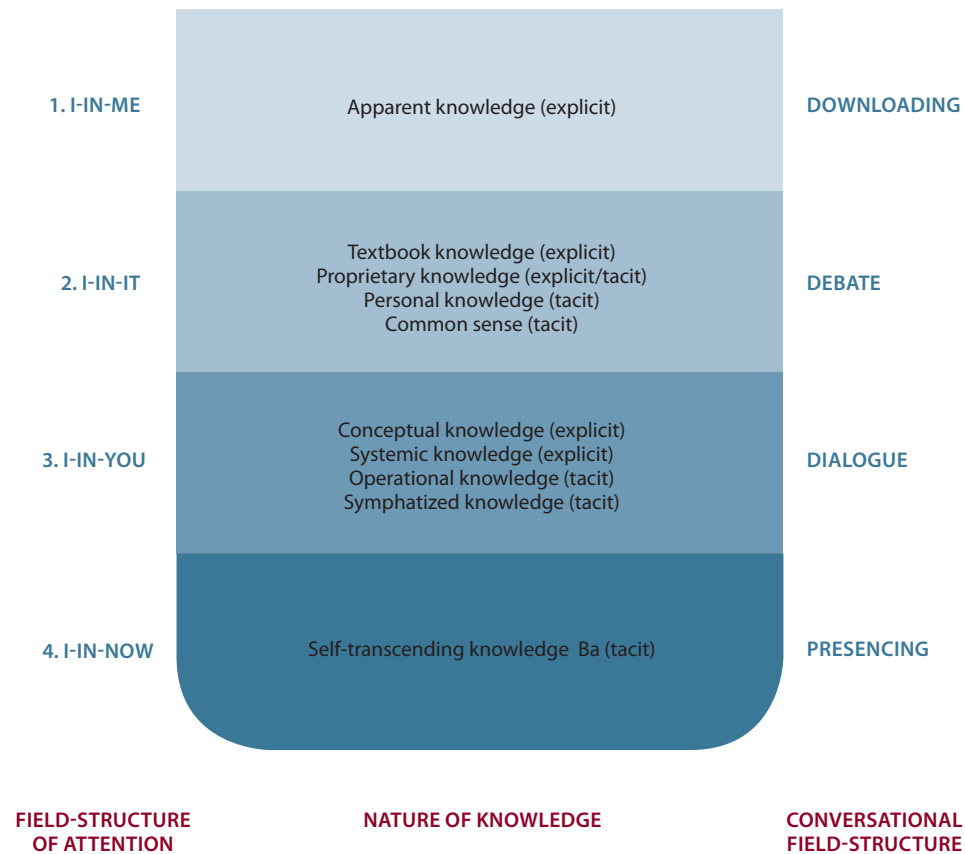 1. I-IN-ME
Apparent knowledge (explicit)
DOWNLOADING
2. I-IN-IT
Textbook knowledge (explicit)
Proprietary knowledge (explicit/tacit)
Personal knowledge (tacit)
Common sense (tacit)
DEBATE
3. I-IN-YOU
Conceptual knowledge (explicit)
Systemic knowledge (explicit)
Operational knowledge (tacit)
Symphatized knowledge (tacit)
DIALOGUE
4. I-IN-NOW
Self-transcending knowledge Ba (tacit)
PRESENCING
FIELD-STRUCTURE
OF ATTENTION
NATURE OF KNOWLEDGE
CONVERSATIONAL
FIELD-STRUCTURE